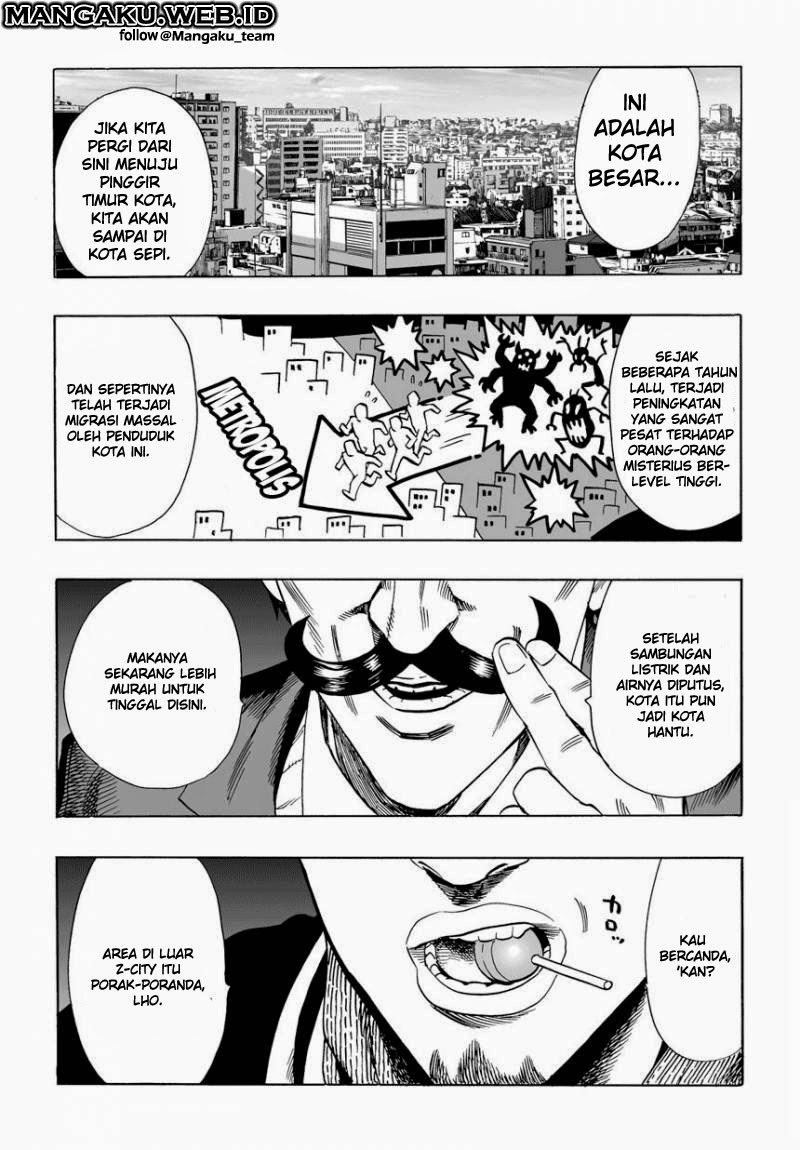 MANGAKU.WEB.ID
follow@Mangaku_team
INI
ADALAH
KOTA
BESAR...
JIKA KITA
PERGI DARI
SINI MENUJU
PINGGIR
TIMUR KOTA,
KITA AKAN
SAMPAI DI
KOTA SEPI.
SEJAK
BEBERAPA TAHUN
LALU, TERJADI
PENINGKATAN
YANG SANGAT
PESAT TERHADAP
ORANG-ORANG
MISTERIUS BER-
LEVEL TINGGI.
METROPOLIS
DAN SEPERTINYA
TELAH TERJADI
MIGRASI MASSAL
OLEH PENDUDUK
KOTA INI.
SETELAH
SAMBUNGAN
LISTRIK DAN
AIRNYA DIPUTUS,
KOTA ITU PUN
JADI KOTA
HANTU.
MAKANYA
SEKARANG LEBIH
MURAH UNTUK
TINGGAL DISINI.
KAU
BERCANDA,
'KAN?
カロッ
AREA DI LUAR
Z-CITY ITU
PORAK-PORANDA,
LHO.